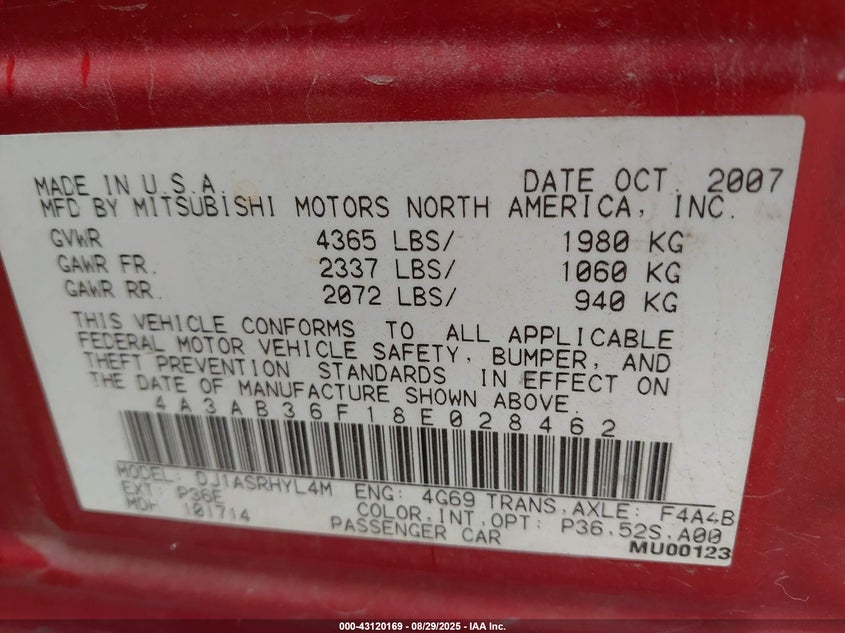 MADE IN U.S.A. DATE OCT. 2007
MFD BY MITSUBISHI MOTORS NORTH AMERICA, INC.
GVWR 4365 LBS/ 1980 KG
GAWR FR. 2337 LBS/ 1060 KG
GAWR RR. 2072 LBS/ 940 KG
THIS VEHICLE CONFORMS TO ALL APPLICABLE
FEDERAL MOTOR VEHICLE SAFETY, BUMPER, AND
THEFT PREVENTION STANDARDS IN EFFECT ON
THE DATE OF MANUFACTURE SHOWN ABOVE.
4A3AB36F18E028462
MODEL: DJ1ASRHYL4M ENG: 4G69 TRANS.AXLE: F4A4B
EXT: P36E COLOR.INT.OPT: P36.52S.A00
MDH 101714 PASSENGER CAR
MU00123
000-43120169 - 08/29/2025 - IAA Inc.